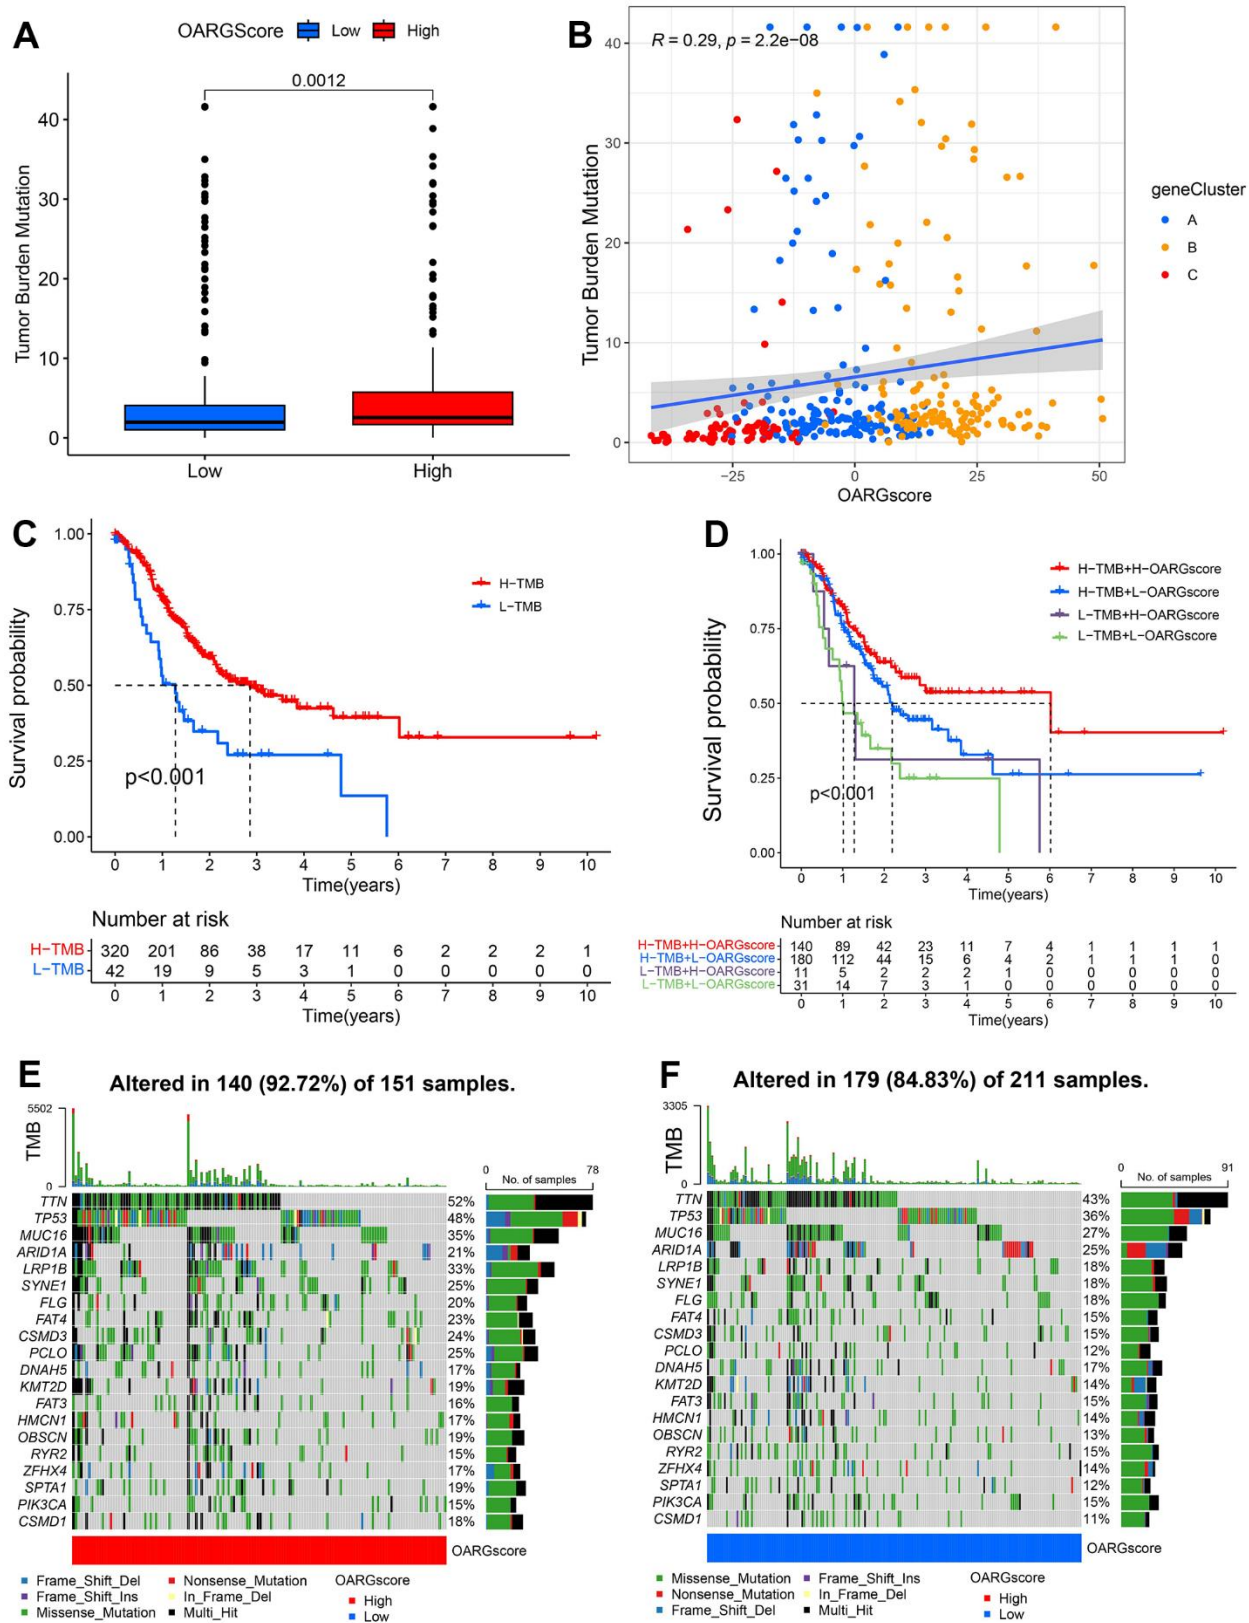 A
OARGScore Low High
0.0012
Tumor Burden Mutation
40
30
20
10
0
Low High
B
R = 0.29, p = 2.2e−08
Tumor Burden Mutation
40
30
20
10
0
−25 0 25 50
OARGscore
geneCluster
A
B
C
C
Survival probability
1.00
0.75
0.50
0.25
0.00
H−TMB
L−TMB
p<0.001
0 1 2 3 4 5 6 7 8 9 10
Time(years)
Number at risk
H−TMB 320 201 86 38 17 11 6 2 2 2 1
L−TMB 42 19 9 5 3 1 0 0 0 0 0
0 1 2 3 4 5 6 7 8 9 10
Time(years)
D
Survival probability
1.00
0.75
0.50
0.25
0.00
H−TMB+H−OARGscore
H−TMB+L−OARGscore
L−TMB+H−OARGscore
L−TMB+L−OARGscore
p<0.001
0 1 2 3 4 5 6 7 8 9 10
Time(years)
Number at risk
H−TMB+H−OARGscore 140 89 42 23 11 7 4 1 1 1 1
H−TMB+L−OARGscore 180 112 44 15 6 4 2 1 1 1 0
L−TMB+H−OARGscore 11 5 2 2 2 1 0 0 0 0 0
L−TMB+L−OARGscore 31 14 7 3 1 0 0 0 0 0 0
0 1 2 3 4 5 6 7 8 9 10
Time(years)
E
Altered in 140 (92.72%) of 151 samples.
5502
TMB
0
0 78
No. of samples
TTN 52%
TP53 48%
MUC16 35%
ARID1A 21%
LRP1B 33%
SYNE1 25%
FLG 20%
FAT4 23%
CSMD3 24%
PCLO 25%
DNAH5 17%
KMT2D 19%
FAT3 16%
HMCN1 17%
OBSCN 19%
RYR2 15%
ZFHX4 17%
SPTA1 19%
PIK3CA 15%
CSMD1 18%
OARGscore
Frame_Shift_Del Nonsense_Mutation OARGscore
Frame_Shift_Ins In_Frame_Del High
Missense_Mutation Multi_Hit Low
F
Altered in 179 (84.83%) of 211 samples.
3305
TMB
0
0 91
No. of samples
TTN 43%
TP53 36%
MUC16 27%
ARID1A 25%
LRP1B 18%
SYNE1 18%
FLG 18%
FAT4 15%
CSMD3 15%
PCLO 12%
DNAH5 17%
KMT2D 14%
FAT3 15%
HMCN1 14%
OBSCN 13%
RYR2 15%
ZFHX4 14%
SPTA1 12%
PIK3CA 15%
CSMD1 11%
OARGscore
Missense_Mutation Frame_Shift_Ins OARGscore
Nonsense_Mutation In_Frame_Del High
Frame_Shift_Del Multi_Hit Low